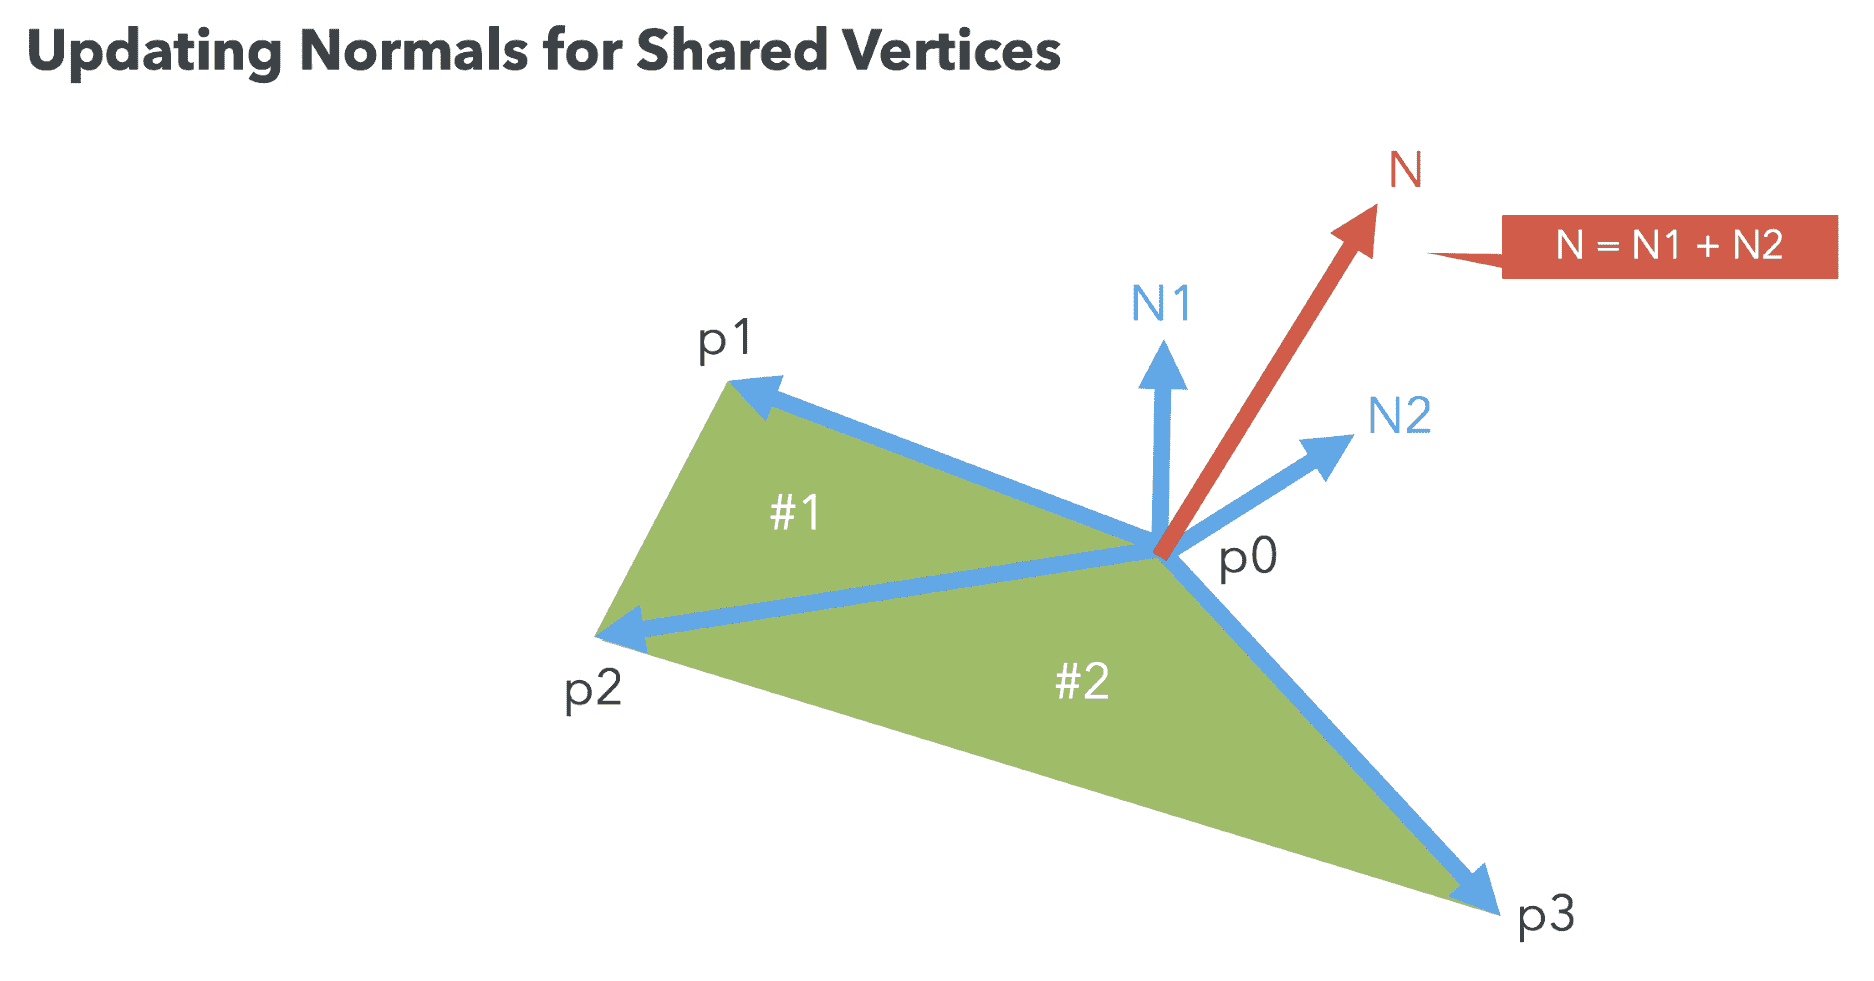 Updating Normals for Shared Vertices
N
N = N1 + N2
N1
p1
N2
#1
p0
p2
#2
p3